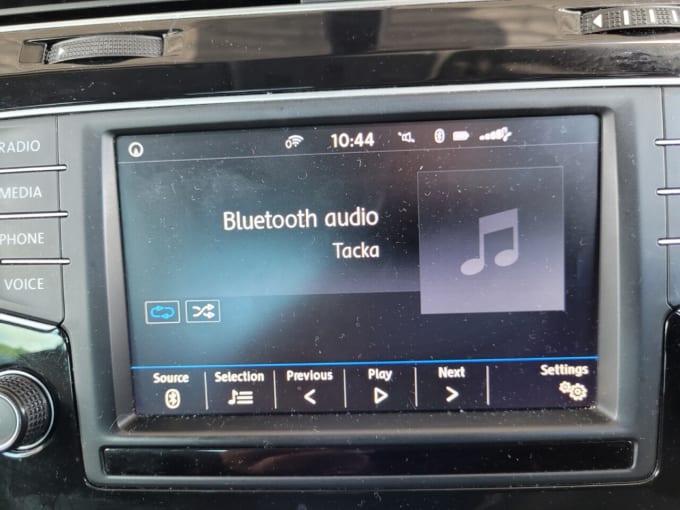 RADIO
MEDIA
PHONE
VOICE
10:44
Bluetooth audio
Tacka
Source
Selection
Previous
Play
Next
Settings